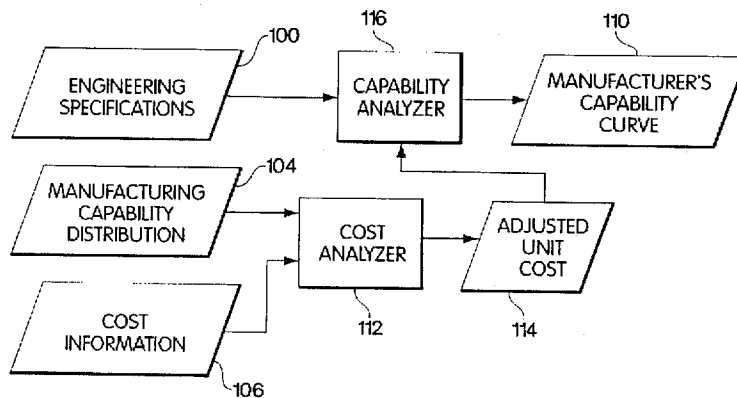 100
ENGINEERING
SPECIFICATIONS
116
CAPABILITY
ANALYZER
110
MANUFACTURER'S
CAPABILITY
CURVE
104
MANUFACTURING
CAPABILITY
DISTRIBUTION
COST
ANALYZER
112
ADJUSTED
UNIT
COST
114
COST
INFORMATION
106